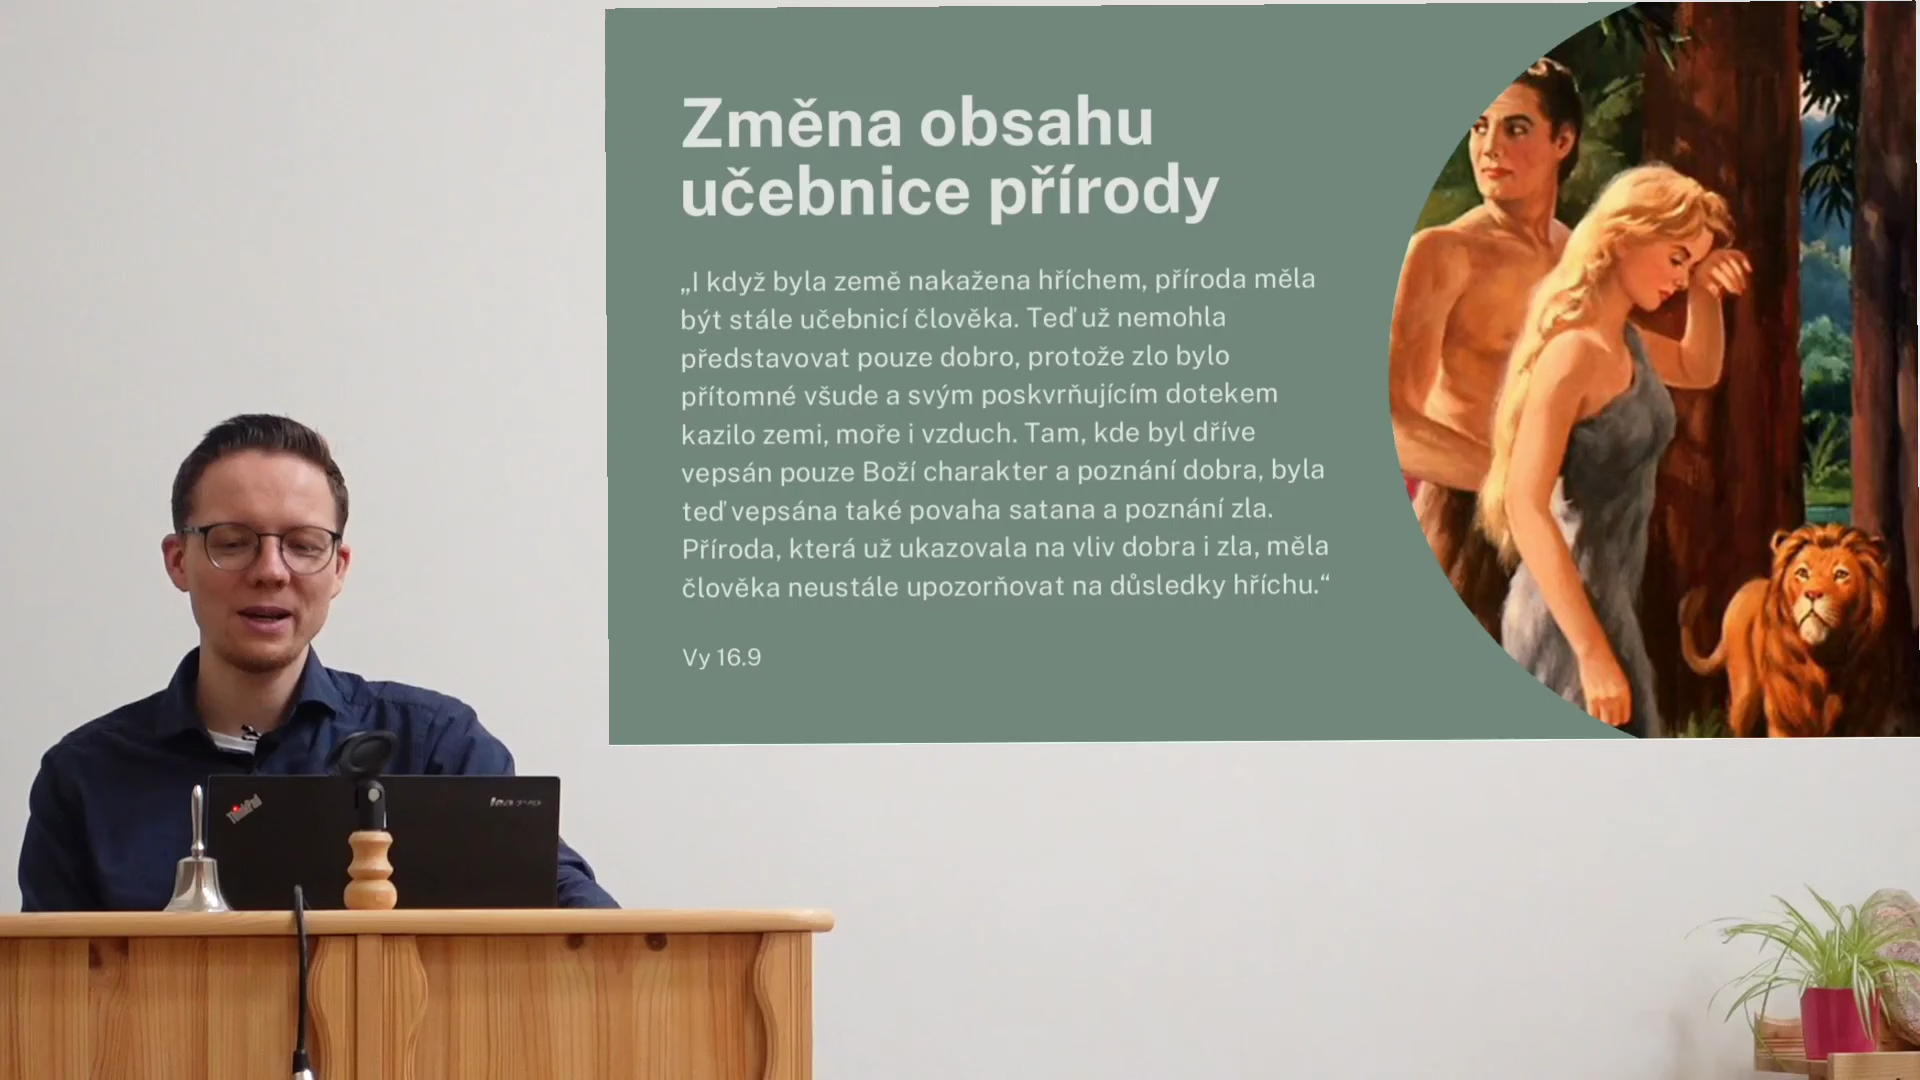 Změna obsahu
učebnice přírody
„I když byla země nakažena hříchem, příroda měla
být stále učebnicí člověka. Teď už nemohla
představovat pouze dobro, protože zlo bylo
přítomné všude a svým poskvrňujícím dotekem
kazilo zemi, moře i vzduch. Tam, kde byl dříve
vepsán pouze Boží charakter a poznání dobra, byla
teď vepsána také povaha satana a poznání zla.
Příroda, která už ukazovala na vliv dobra i zla, měla
člověka neustále upozorňovat na důsledky hříchu.“
Vy 16.9
ThinkPad